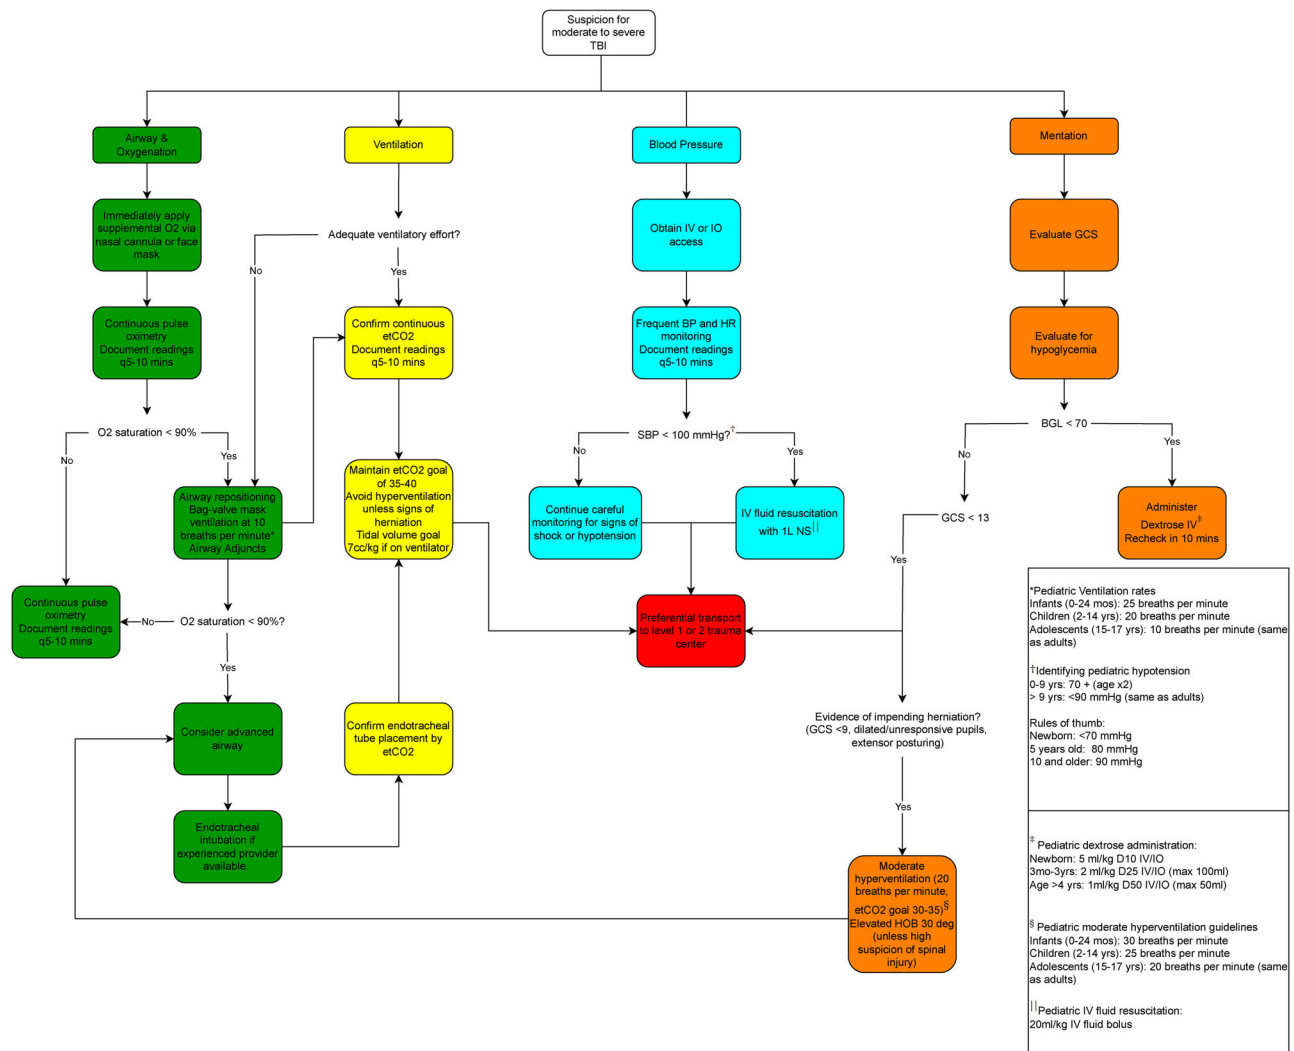 Suspicion for
moderate to severe
TBI
Airway &
Oxygenation
Ventilation
Blood Pressure
Mentation
Immediately apply
supplemental O2 via
nasal cannula or face
mask
Adequate ventilatory effort?
Obtain IV or IO
access
Evaluate GCS
No
Yes
Continuous pulse
oximetry
Document readings
q5-10 mins
Confirm continuous
etCO2
Document readings
q5-10 mins
Frequent BP and HR
monitoring
Document readings
q5-10 mins
Evaluate for
hypoglycemia
O2 saturation < 90%
SBP < 100 mmHg?†
BGL < 70
No
Yes
No
Yes
No
Yes
Airway repositioning
Bag-valve mask
ventilation at 10
breaths per minute*
Airway Adjuncts
Maintain etCO2 goal
of 35-40
Avoid hyperventilation
unless signs of
herniation
Tidal volume goal
7cc/kg if on ventilator
Continue careful
monitoring for signs of
shock or hypotension
IV fluid resuscitation
with 1L NS||
GCS < 13
Administer
Dextrose IV‡
Recheck in 10 mins
Yes
Continuous pulse
oximetry
Document readings
q5-10 mins
No
O2 saturation < 90%?
Preferential transport
to level 1 or 2 trauma
center
Yes
Consider advanced
airway
Confirm endotracheal
tube placement by
etCO2
Evidence of impending herniation?
(GCS <9, dilated/unresponsive pupils,
extensor posturing)
Yes
Endotracheal
intubation if
experienced provider
available.
Moderate
hyperventilation (20
breaths per minute,
etCO2 goal 30-35)§
Elevated HOB 30 deg
(unless high
suspicion of spinal
injury)
*Pediatric Ventilation rates
Infants (0-24 mos): 25 breaths per minute
Children (2-14 yrs): 20 breaths per minute
Adolescents (15-17 yrs): 10 breaths per minute (same
as adults)
†Identifying pediatric hypotension
0-9 yrs: 70 + (age x2)
> 9 yrs: <90 mmHg (same as adults)
Rules of thumb:
Newborn: <70 mmHg
5 years old: 80 mmHg
10 and older: 90 mmHg
‡ Pediatric dextrose administration:
Newborn: 5 ml/kg D10 IV/IO
3mo-3yrs: 2 ml/kg D25 IV/IO (max 100ml)
Age >4 yrs: 1ml/kg D50 IV/IO (max 50ml)
§ Pediatric moderate hyperventilation guidelines
Infants (0-24 mos): 30 breaths per minute
Children (2-14 yrs): 25 breaths per minute
Adolescents (15-17 yrs): 20 breaths per minute (same
as adults)
||Pediatric IV fluid resuscitation:
20ml/kg IV fluid bolus